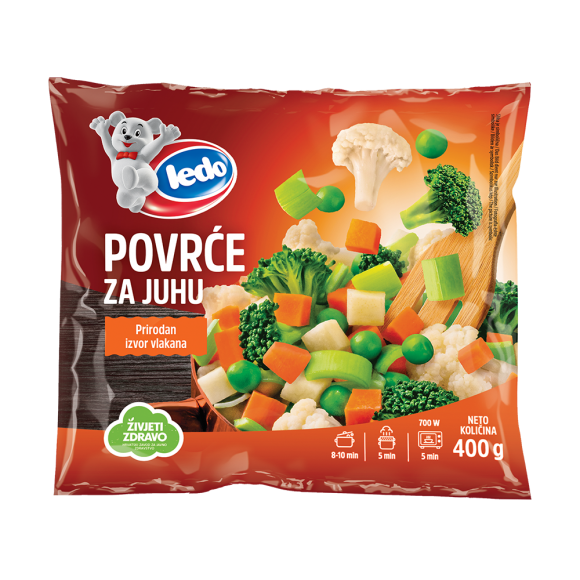 ledo
POVRĆE
ZA JUHU
Prirodan
izvor vlakana
ŽIVJETI
ZDRAVO
8-10 min
5 min
700 W
5 min
NETO
KOLIČINA
400 g